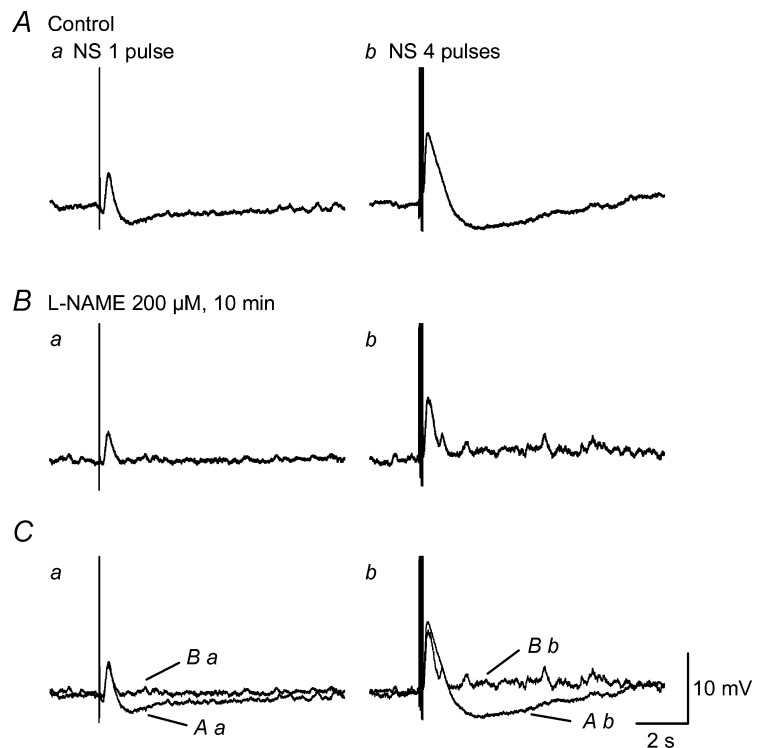 A Control
a NS 1 pulse
b NS 4 pulses
B L-NAME 200 µM, 10 min
a
b
C
a
b
B a
A a
B b
A b
10 mV
2 s